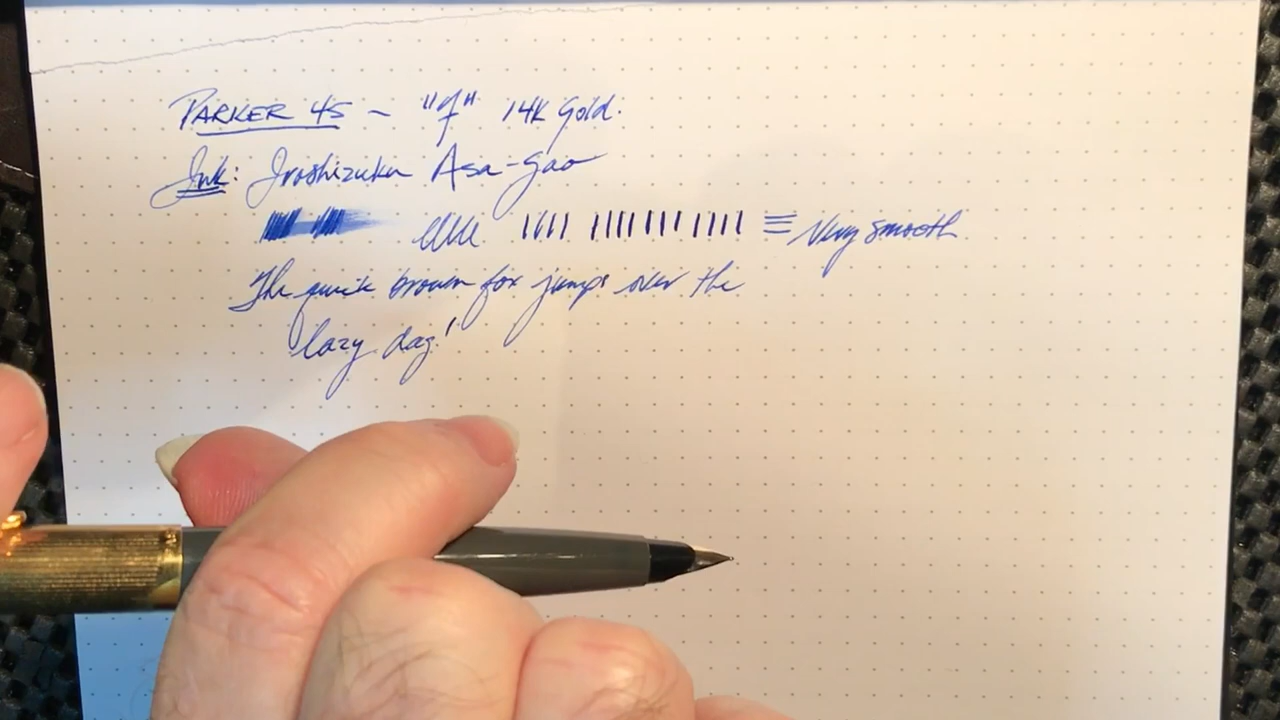 PARKER 45 ~ "f" 14K Gold.
Ink: Iroshizuku Asa-gao
Very smooth
The quick brown fox jumps over the
lazy dog!